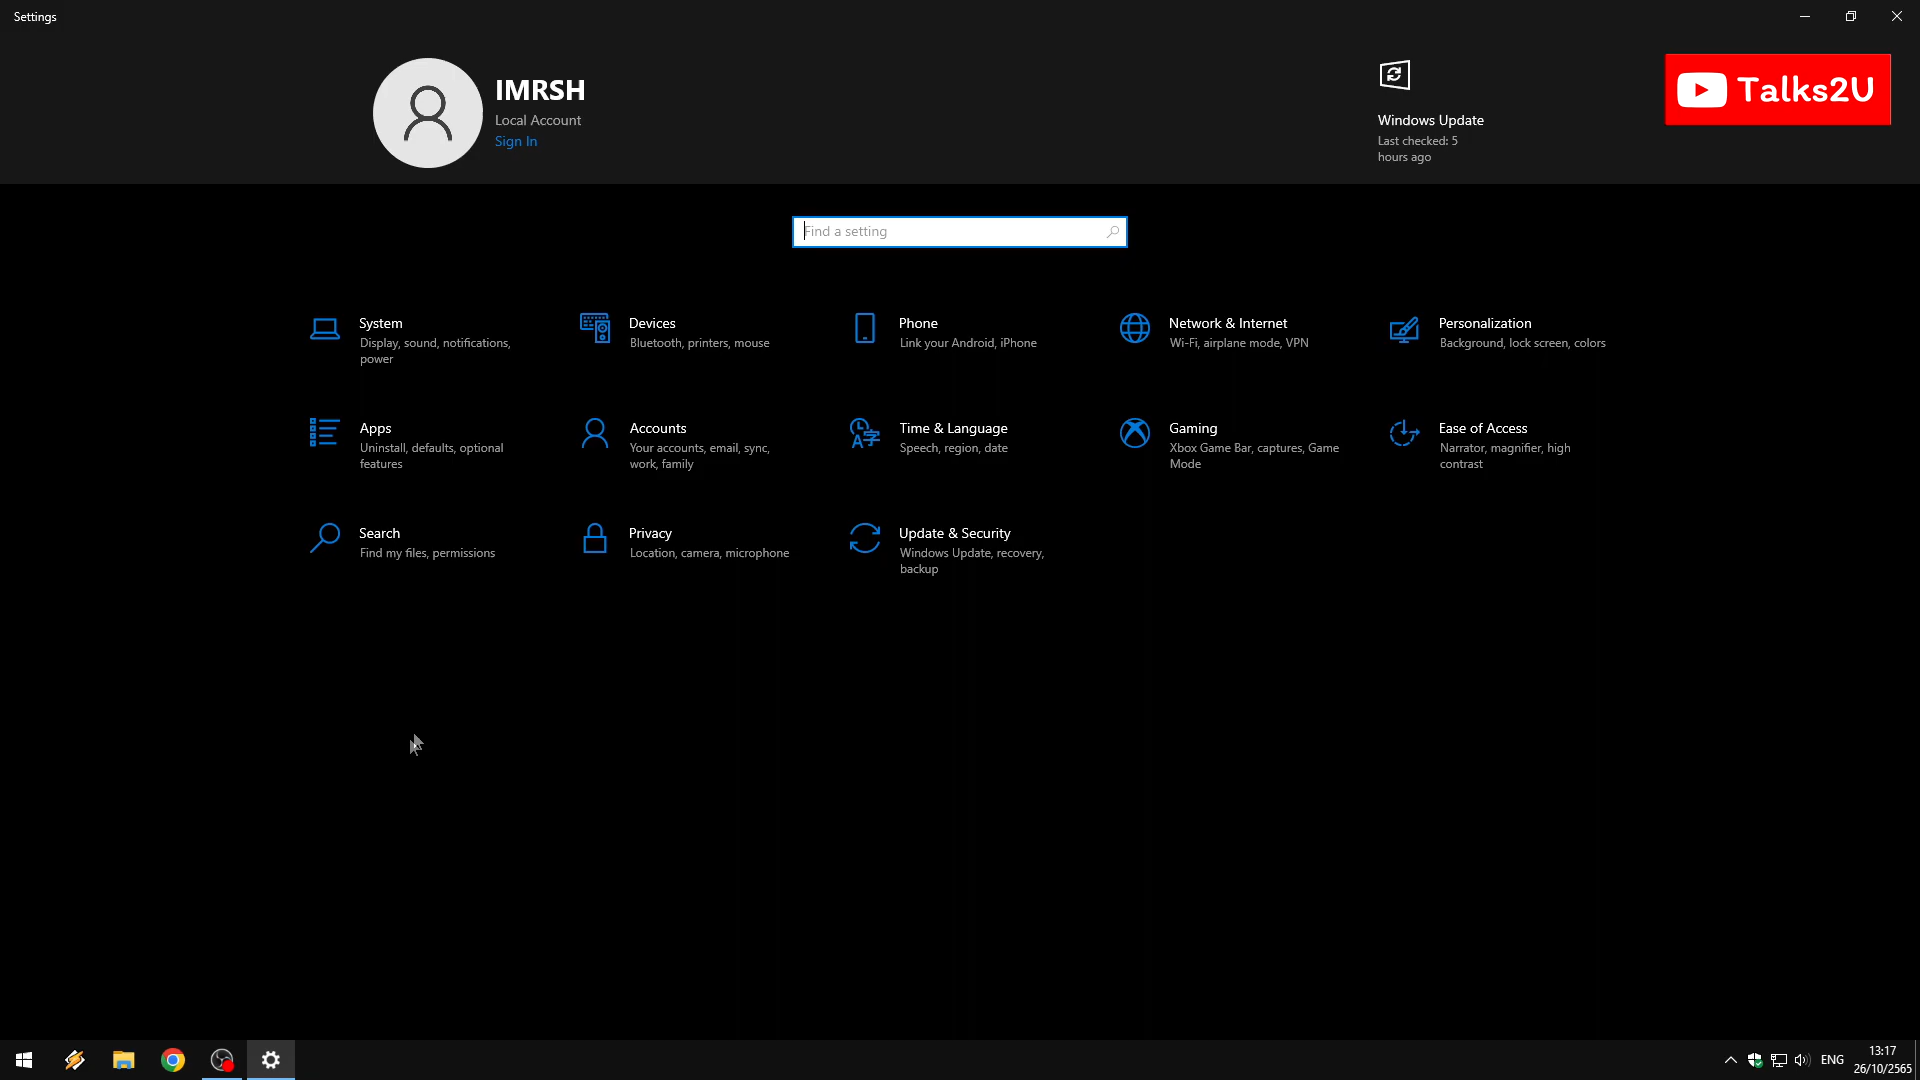 Settings
IMRSH
Local Account
Sign In
Windows Update
Last checked: 5
hours ago
Talks2U
Find a setting
System
Display, sound, notifications,
power
Devices
Bluetooth, printers, mouse
Phone
Link your Android, iPhone
Network & Internet
Wi-Fi, airplane mode, VPN
Personalization
Background, lock screen, colors
Apps
Uninstall, defaults, optional
features
Accounts
Your accounts, email, sync,
work, family
Time & Language
Speech, region, date
Gaming
Xbox Game Bar, captures, Game
Mode
Ease of Access
Narrator, magnifier, high
contrast
Search
Find my files, permissions
Privacy
Location, camera, microphone
Update & Security
Windows Update, recovery,
backup
ENG
13:17
26/10/2565